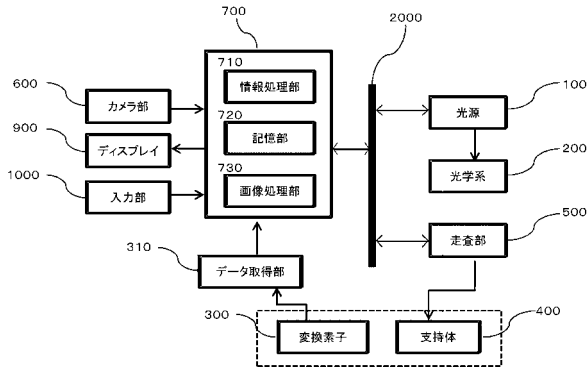 700
2000
710
情報処理部
720
記憶部
730
画像処理部
600
カメラ部
900
ディスプレイ
1000
入力部
100
光源
200
光学系
500
走査部
310
データ取得部
300
変換素子
支持体
400